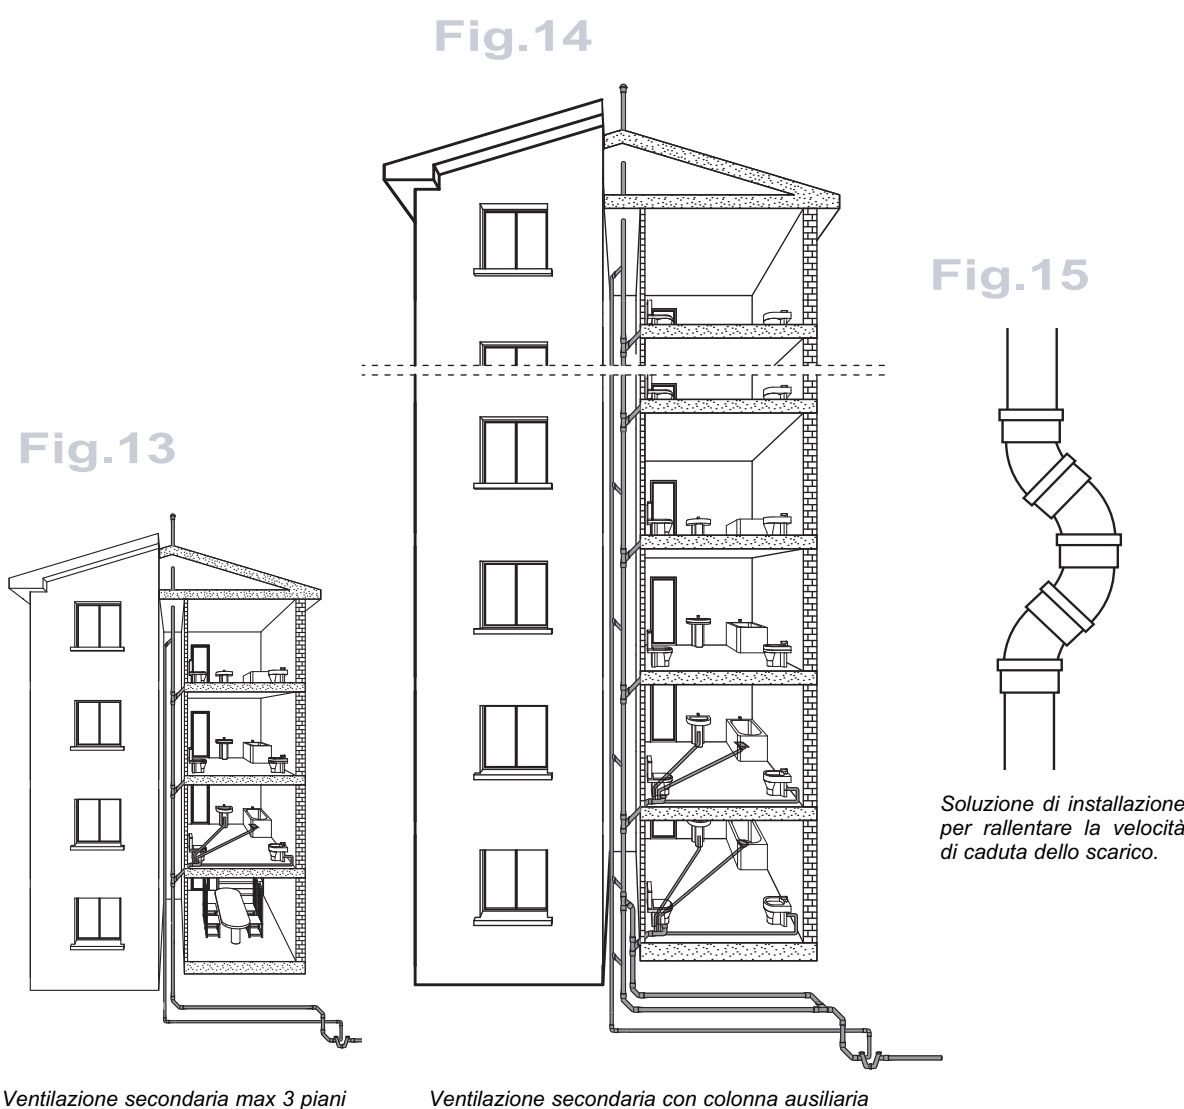 Fig.14
Fig.15
Fig.13
Soluzione di installazione
per rallentare la velocità
di caduta dello scarico.
Ventilazione secondaria max 3 piani
Ventilazione secondaria con colonna ausiliaria